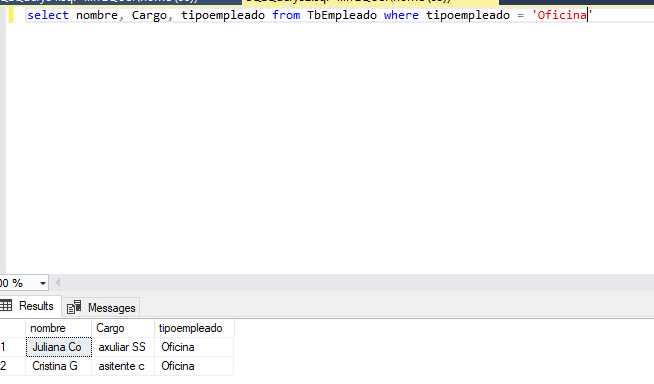 select nombre, Cargo, tipoempleado from TbEmpleado where tipoempleado = 'Oficina'
00 %
Results Messages
nombre Cargo tipoempleado
1 Juliana Co axuliar SS Oficina
2 Cristina G asitente c Oficina